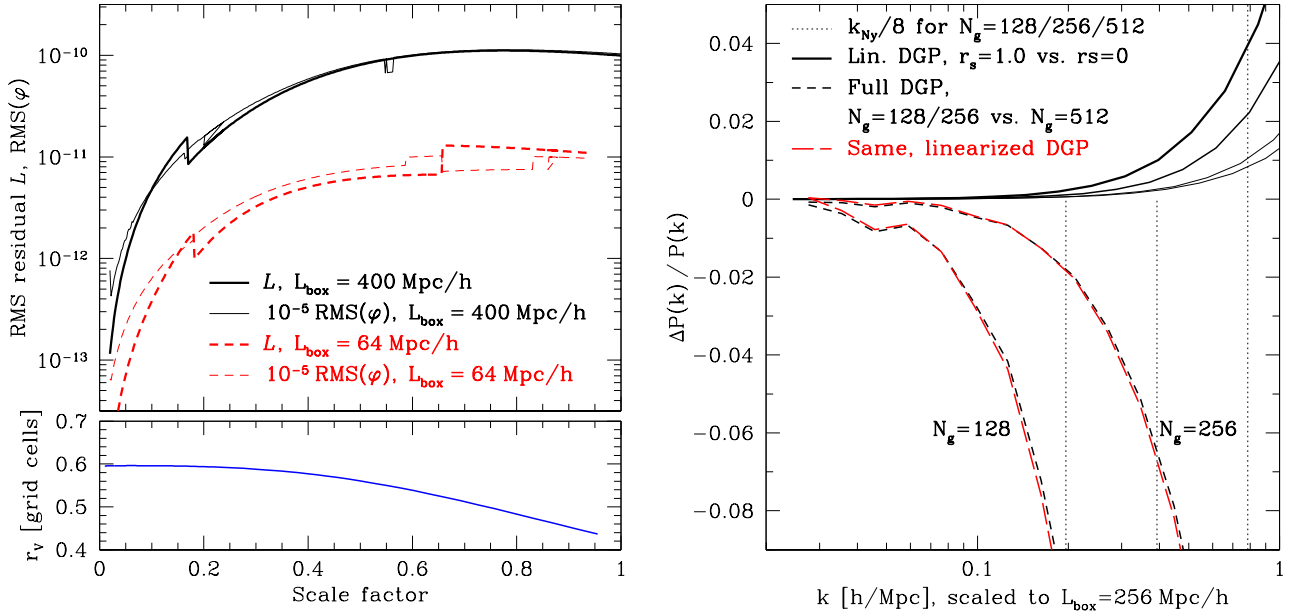 RMS residual L, RMS(φ)
10⁻¹⁰
10⁻¹¹
10⁻¹²
10⁻¹³
L, L_box = 400 Mpc/h
10⁻⁵ RMS(φ), L_box = 400 Mpc/h
L, L_box = 64 Mpc/h
10⁻⁵ RMS(φ), L_box = 64 Mpc/h
r_v [grid cells]
0.7
0.6
0.5
0.4
0 0.2 0.4 0.6 0.8 1
Scale factor
ΔP(k) / P(k)
0.04
0.02
0
-0.02
-0.04
-0.06
-0.08
k_Ny/8 for N_g=128/256/512
Lin. DGP, r_s=1.0 vs. rs=0
Full DGP,
N_g=128/256 vs. N_g=512
Same, linearized DGP
N_g=128
N_g=256
0.1 1
k [h/Mpc], scaled to L_box=256 Mpc/h